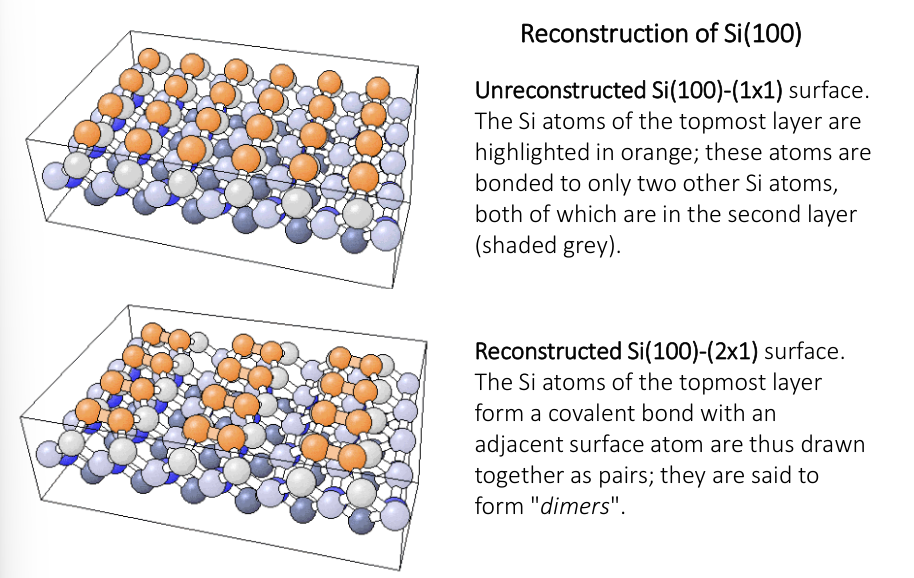 Reconstruction of Si(100)
Unreconstructed Si(100)-(1x1) surface.
The Si atoms of the topmost layer are
highlighted in orange; these atoms are
bonded to only two other Si atoms,
both of which are in the second layer
(shaded grey).
Reconstructed Si(100)-(2x1) surface.
The Si atoms of the topmost layer
form a covalent bond with an
adjacent surface atom are thus drawn
together as pairs; they are said to
form "dimers".